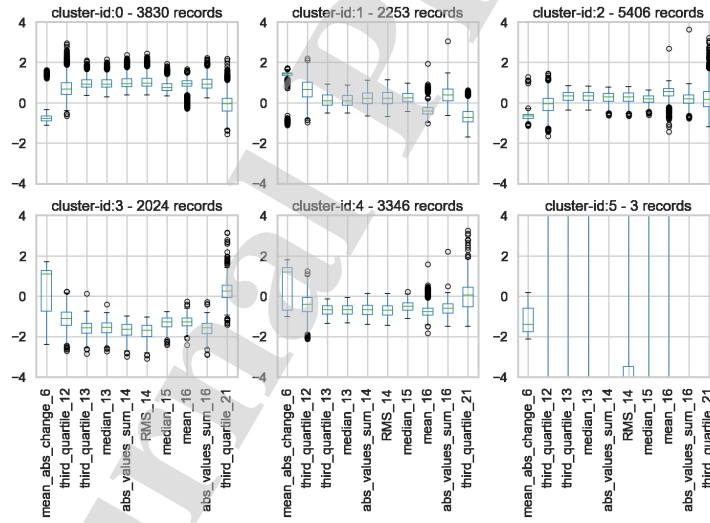 cluster-id:0 - 3830 records
cluster-id:1 - 2253 records
cluster-id:2 - 5406 records
4
2
0
−2
−4
4
2
0
−2
−4
4
2
0
−2
−4
cluster-id:3 - 2024 records
cluster-id:4 - 3346 records
cluster-id:5 - 3 records
4
2
0
−2
−4
4
2
0
−2
−4
4
2
0
−2
−4
mean_abs_change_6
third_quartile_12
third_quartile_13
median_13
abs_values_sum_14
RMS_14
median_15
mean_16
abs_values_sum_16
third_quartile_21
mean_abs_change_6
third_quartile_12
third_quartile_13
median_13
abs_values_sum_14
RMS_14
median_15
mean_16
abs_values_sum_16
third_quartile_21
mean_abs_change_6
third_quartile_12
third_quartile_13
median_13
abs_values_sum_14
RMS_14
median_15
mean_16
abs_values_sum_16
third_quartile_21